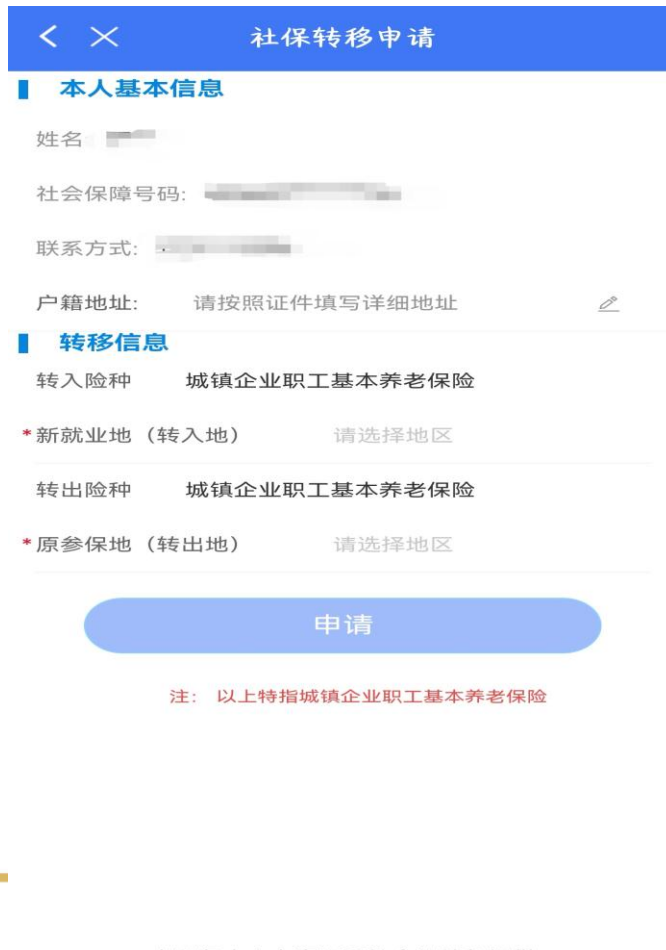 社保转移申请
本人基本信息
姓名
社会保障号码:
联系方式:
户籍地址: 请按照证件填写详细地址
转移信息
转入险种 城镇企业职工基本养老保险
*新就业地（转入地） 请选择地区
转出险种 城镇企业职工基本养老保险
*原参保地（转出地） 请选择地区
申请
注: 以上特指城镇企业职工基本养老保险